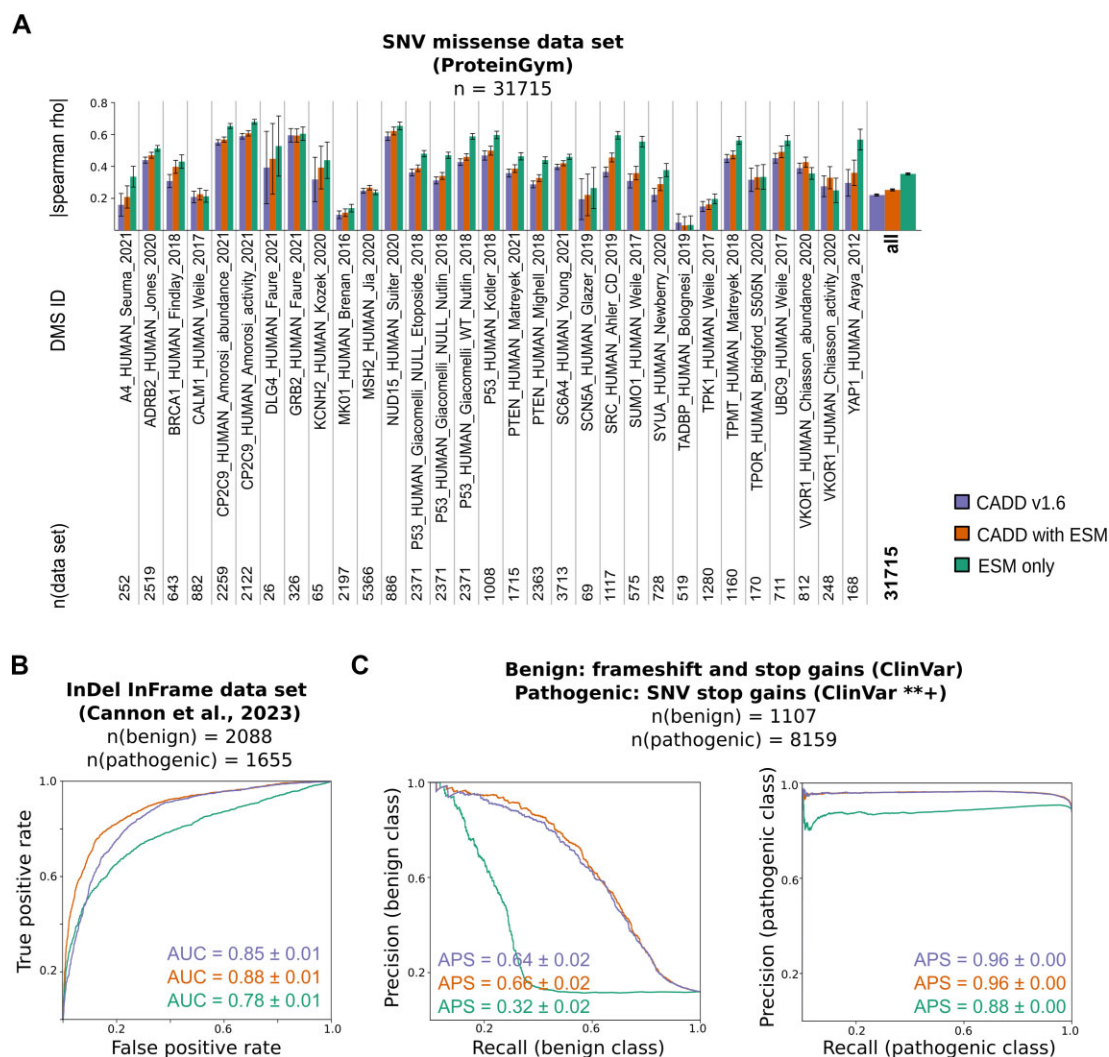 A
SNV missense data set
(ProteinGym)
n = 31715
|spearman rho|
0.8
0.6
0.4
0.2
DMS ID
A4_HUMAN_Seuma_2021
ADRB2_HUMAN_Jones_2020
BRCA1_HUMAN_Findlay_2018
CALM1_HUMAN_Weile_2017
CP2C9_HUMAN_Amorosi_abundance_2021
CP2C9_HUMAN_Amorosi_activity_2021
DLG4_HUMAN_Faure_2021
GRB2_HUMAN_Faure_2021
KCNH2_HUMAN_Kozek_2020
MK01_HUMAN_Brenan_2016
MSH2_HUMAN_Jia_2020
NUD15_HUMAN_Suiter_2020
P53_HUMAN_Giacomelli_NULL_Etoposide_2018
P53_HUMAN_Giacomelli_NULL_Nutlin_2018
P53_HUMAN_Giacomelli_WT_Nutlin_2018
P53_HUMAN_Kotler_2018
PTEN_HUMAN_Matreyek_2021
PTEN_HUMAN_Mighell_2018
SC6A4_HUMAN_Young_2021
SCN5A_HUMAN_Glazer_2019
SRC_HUMAN_Ahler_CD_2019
SUMO1_HUMAN_Weile_2017
SYUA_HUMAN_Newberry_2020
TADBP_HUMAN_Bolognesi_2019
TPK1_HUMAN_Weile_2017
TPMT_HUMAN_Matreyek_2018
TPOR_HUMAN_Bridgford_S505N_2020
UBC9_HUMAN_Weile_2017
VKOR1_HUMAN_Chiasson_abundance_2020
VKOR1_HUMAN_Chiasson_activity_2020
YAP1_HUMAN_Araya_2012
all
CADD v1.6
CADD with ESM
ESM only
n(data set)
252
2519
643
882
2259
2122
26
326
65
2197
5366
886
2371
2371
2371
1008
1715
2363
3713
69
1117
575
728
519
1280
1160
170
711
812
248
168
31715
B
InDel InFrame data set
(Cannon et al., 2023)
n(benign) = 2088
n(pathogenic) = 1655
True positive rate
1.0
0.6
0.2
AUC = 0.85 ± 0.01
AUC = 0.88 ± 0.01
AUC = 0.78 ± 0.01
0.2
0.6
1.0
False positive rate
C
Benign: frameshift and stop gains (ClinVar)
Pathogenic: SNV stop gains (ClinVar **+)
n(benign) = 1107
n(pathogenic) = 8159
Precision (benign class)
1.0
0.6
0.2
APS = 0.64 ± 0.02
APS = 0.66 ± 0.02
APS = 0.32 ± 0.02
0.2
0.6
1.0
Recall (benign class)
Precision (pathogenic class)
1.0
0.6
0.2
APS = 0.96 ± 0.00
APS = 0.96 ± 0.00
APS = 0.88 ± 0.00
0.2
0.6
1.0
Recall (pathogenic class)